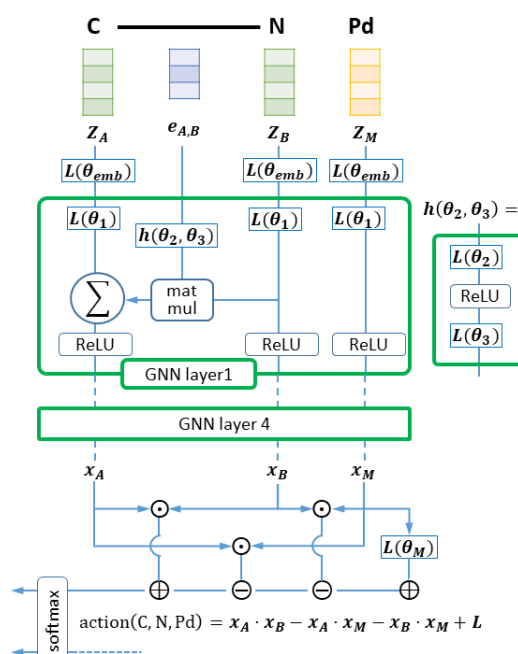 C N Pd
Z_A e_{A,B} Z_B Z_M
L(θ_emb) L(θ_emb) L(θ_emb)
L(θ_1) L(θ_1) L(θ_1)
h(θ_2, θ_3)
h(θ_2, θ_3) =
L(θ_2)
ReLU
L(θ_3)
∑
mat
mul
ReLU ReLU ReLU
GNN layer1
GNN layer 4
x_A x_B x_M
L(θ_M)
softmax
action(C, N, Pd) = x_A · x_B − x_A · x_M − x_B · x_M + L